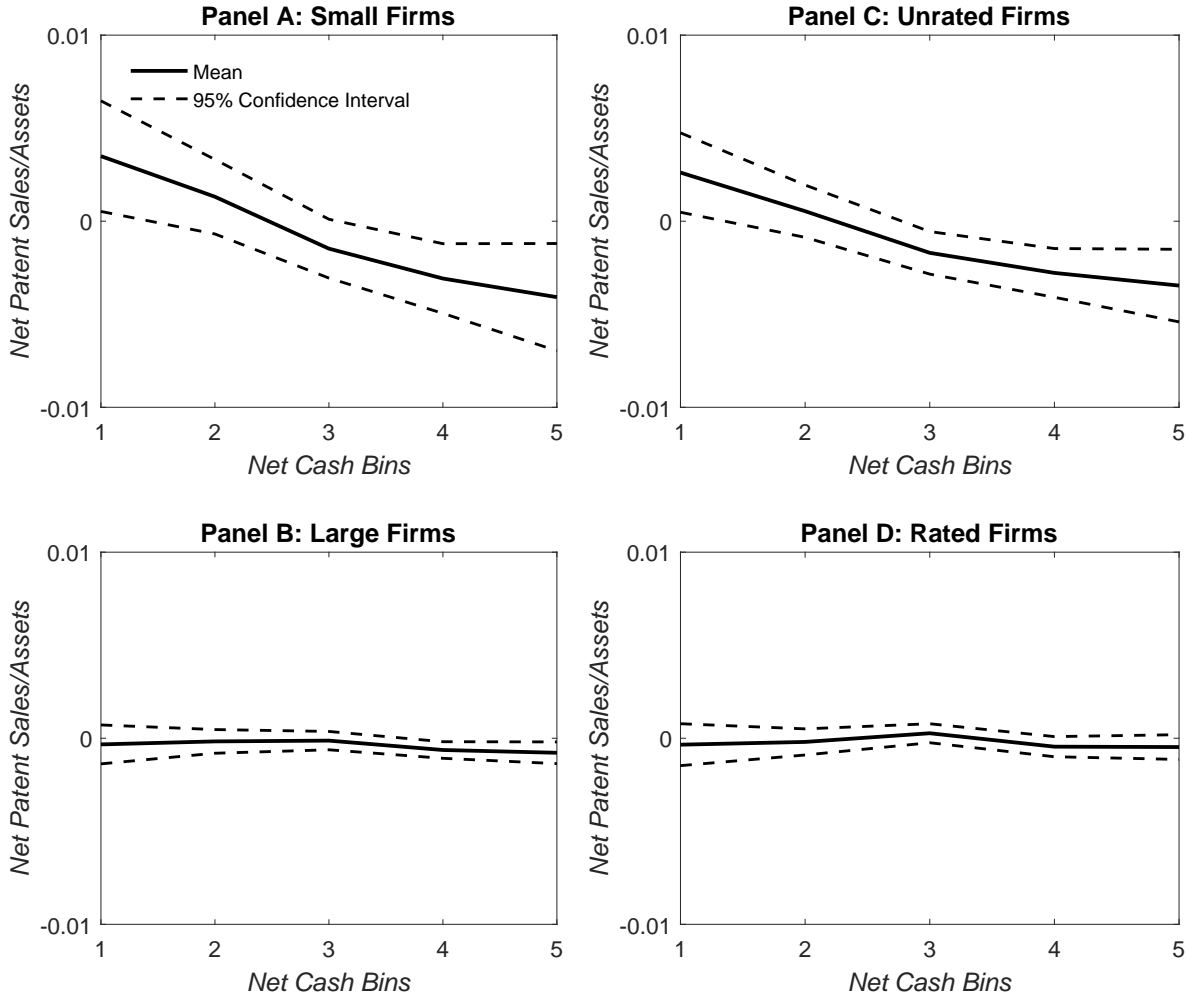 Panel A: Small Firms
0.01
0
-0.01
Net Patent Sales/Assets
Mean
95% Confidence Interval
1 2 3 4 5
Net Cash Bins
Panel C: Unrated Firms
0.01
0
-0.01
Net Patent Sales/Assets
1 2 3 4 5
Net Cash Bins
Panel B: Large Firms
0.01
0
-0.01
Net Patent Sales/Assets
1 2 3 4 5
Net Cash Bins
Panel D: Rated Firms
0.01
0
-0.01
Net Patent Sales/Assets
1 2 3 4 5
Net Cash Bins